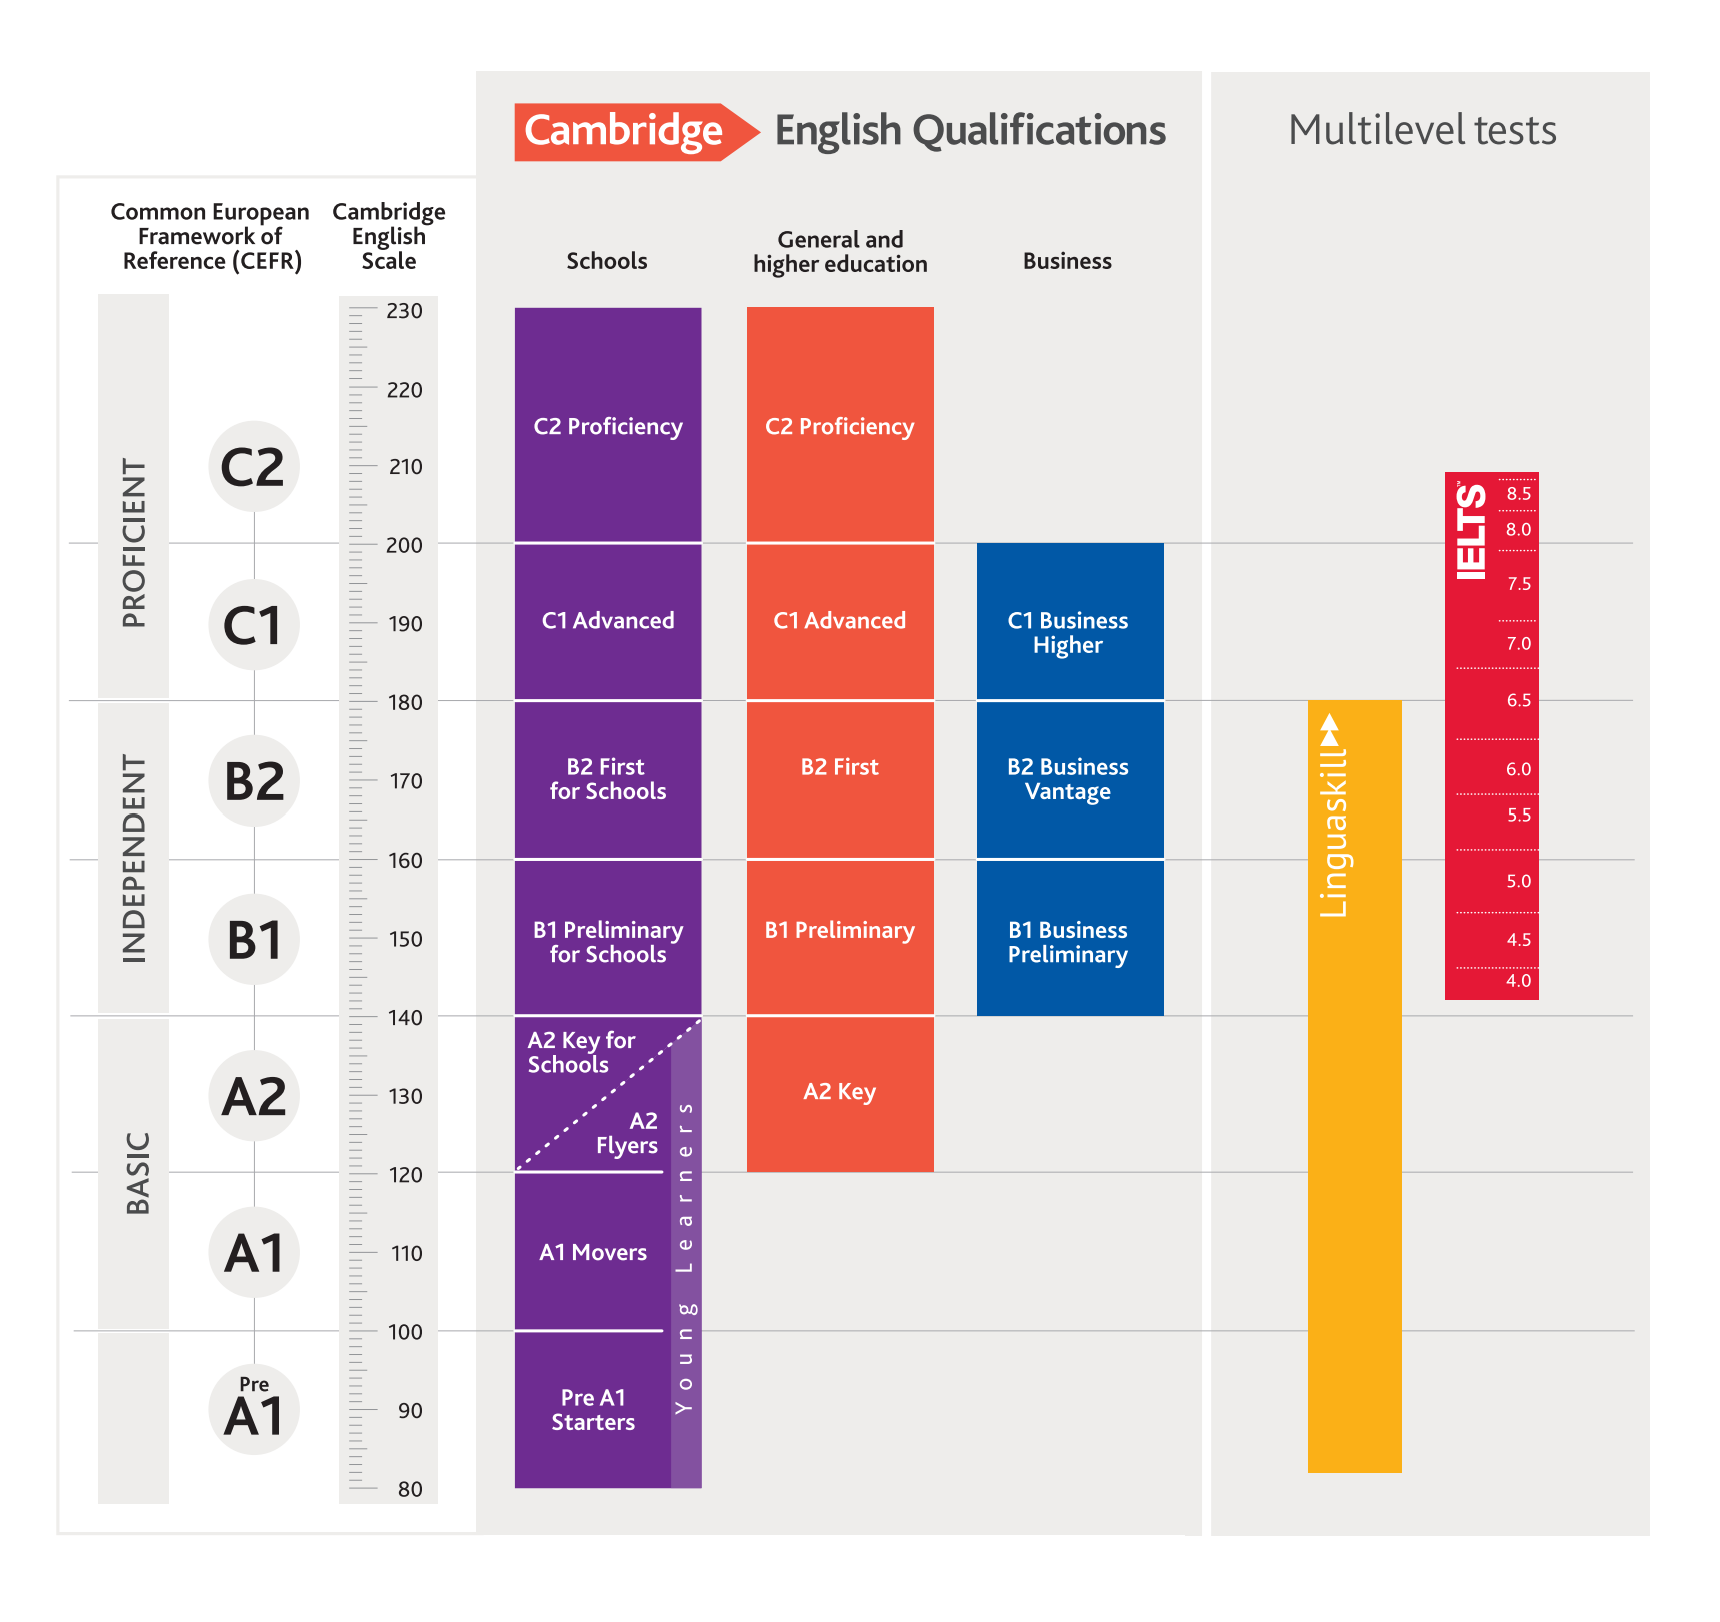 Cambridge English Qualifications
Multilevel tests
Common European
Framework of
Reference (CEFR)
Cambridge
English
Scale
Schools
General and
higher education
Business
PROFICIENT
INDEPENDENT
BASIC
C2
C1
B2
B1
A2
A1
Pre
A1
230
220
210
200
190
180
170
160
150
140
130
120
110
100
90
80
C2 Proficiency
C1 Advanced
B2 First
for Schools
B1 Preliminary
for Schools
A2 Key for
Schools
A2
Flyers
A1 Movers
Pre A1
Starters
Young Learners
C2 Proficiency
C1 Advanced
B2 First
B1 Preliminary
A2 Key
C1 Business
Higher
B2 Business
Vantage
B1 Business
Preliminary
Linguaskill
IELTS™
8.5
8.0
7.5
7.0
6.5
6.0
5.5
5.0
4.5
4.0